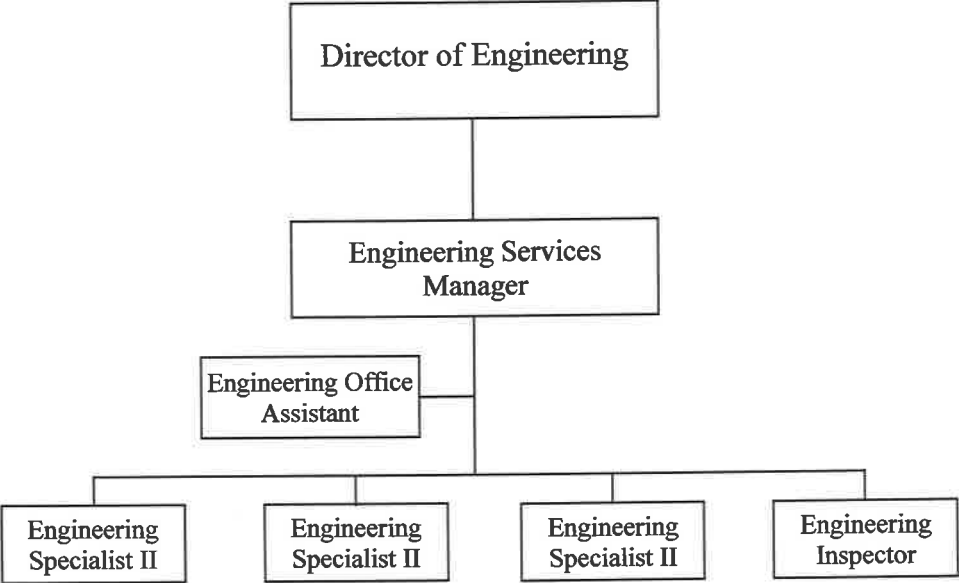 Director of Engineering
Engineering Services
Manager
Engineering Office
Assistant
Engineering
Specialist II
Engineering
Specialist II
Engineering
Specialist II
Engineering
Inspector